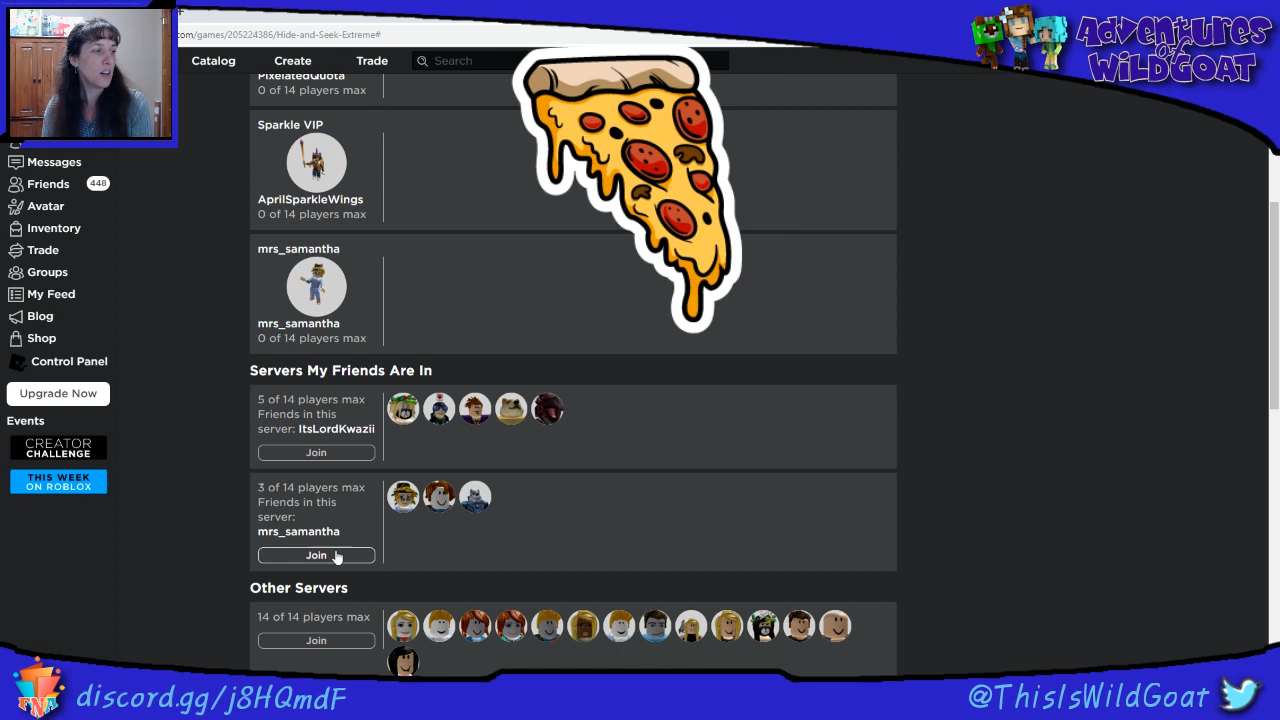 com/games/205224386/Hide-and-Seek-Extreme#
Adventures
of
WildGoat
Catalog
Create
Trade
Search
PixelatedQuota
0 of 14 players max
Sparkle VIP
AprilSparkleWings
0 of 14 players max
mrs_samantha
mrs_samantha
0 of 14 players max
Messages
Friends
448
Avatar
Inventory
Trade
Groups
My Feed
Blog
Shop
Control Panel
Upgrade Now
Events
CREATOR
CHALLENGE
THIS WEEK
ON ROBLOX
Servers My Friends Are In
5 of 14 players max
Friends in this
server: ItsLordKwazii
Join
3 of 14 players max
Friends in this
server:
mrs_samantha
Join
Other Servers
14 of 14 players max
Join
FNA
discord.gg/j8HQmdF
@ThisIsWildGoat